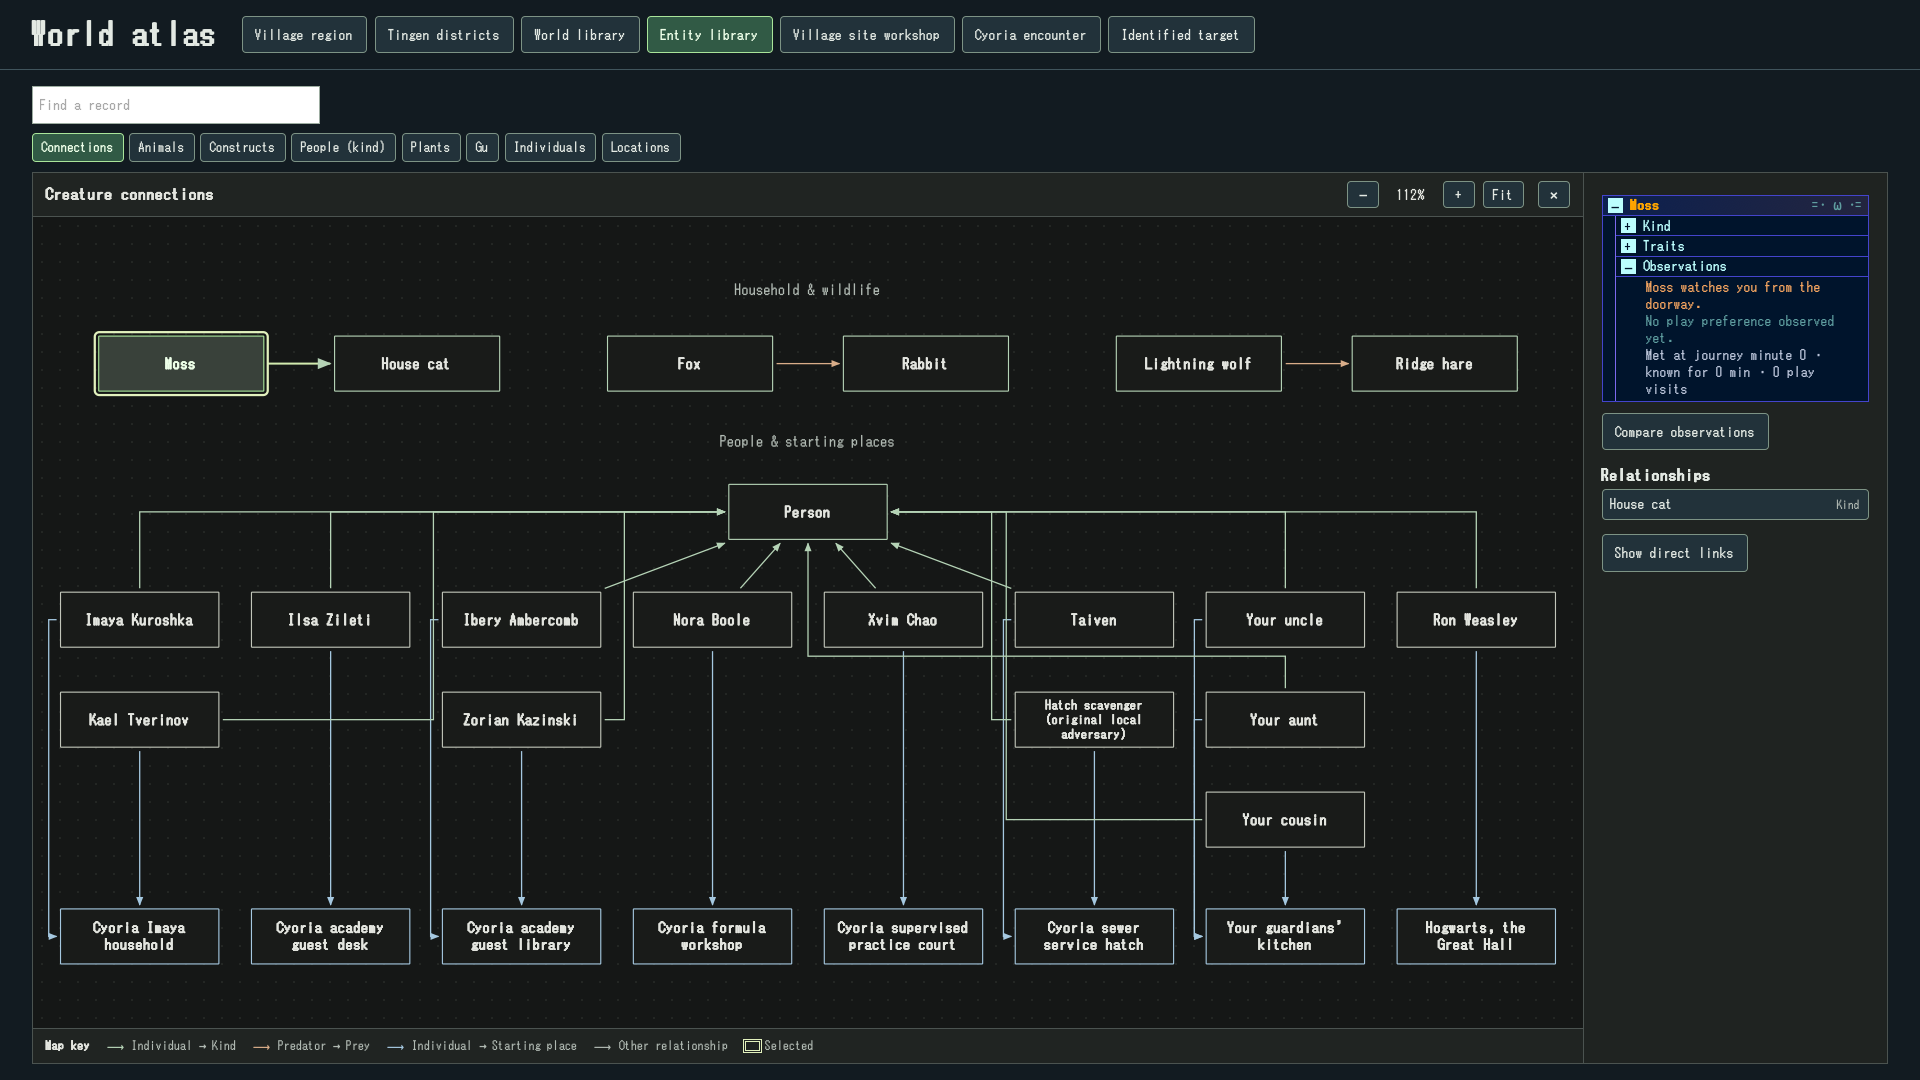 World atlas
Village region
Tingen districts
World library
Entity library
Village site workshop
Cyoria encounter
Identified target
Find a record
Connections
Animals
Constructs
People (kind)
Plants
Gu
Individuals
Locations
Creature connections
–
112%
+
Fit
×
Household & wildlife
Moss
House cat
Fox
Rabbit
Lightning wolf
Ridge hare
People & starting places
Person
Imaya Kuroshka
Ilsa Zileti
Ibery Ambercomb
Nora Boole
Xvim Chao
Taiven
Your uncle
Ron Weasley
Kael Tverinov
Zorian Kazinski
Hatch scavenger
(original local
adversary)
Your aunt
Your cousin
Cyoria Imaya
household
Cyoria academy
guest desk
Cyoria academy
guest library
Cyoria formula
workshop
Cyoria supervised
practice court
Cyoria sewer
service hatch
Your guardians'
kitchen
Hogwarts, the
Great Hall
Map key
Individual → Kind
Predator → Prey
Individual → Starting place
Other relationship
Selected
– Moss =· ω ·=
+ Kind
+ Traits
– Observations
Moss watches you from the
doorway.
No play preference observed
yet.
Met at journey minute 0 ·
known for 0 min · 0 play
visits
Compare observations
Relationships
House cat Kind
Show direct links